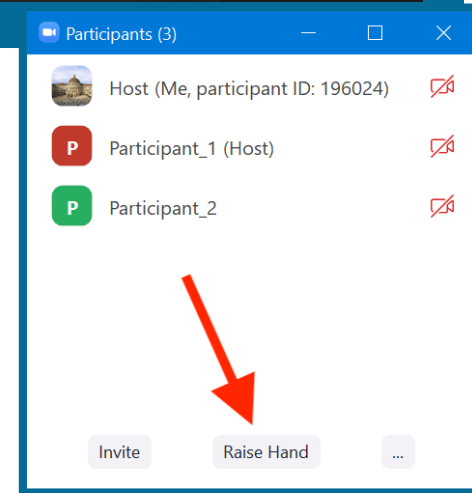 Participants (3)
Host (Me, participant ID: 196024)
P Participant_1 (Host)
P Participant_2
Invite Raise Hand ...